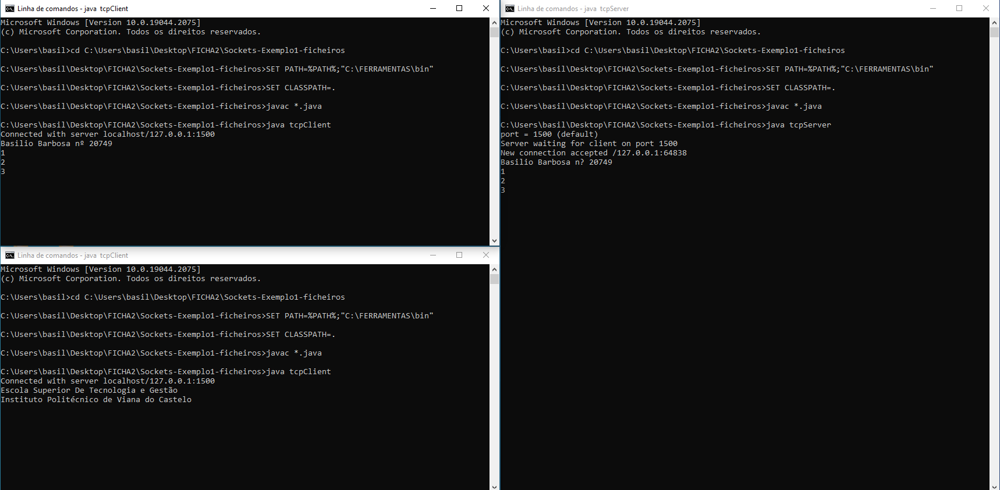 Linha de comandos - java  tcpClient
Microsoft Windows [Version 10.0.19044.2075]
(c) Microsoft Corporation. Todos os direitos reservados.
C:\Users\basil>cd C:\Users\basil\Desktop\FICHA2\Sockets-Exemplo1-ficheiros
C:\Users\basil\Desktop\FICHA2\Sockets-Exemplo1-ficheiros>SET PATH=%PATH%;"C:\FERRAMENTAS\bin"
C:\Users\basil\Desktop\FICHA2\Sockets-Exemplo1-ficheiros>SET CLASSPATH=.
C:\Users\basil\Desktop\FICHA2\Sockets-Exemplo1-ficheiros>javac *.java
C:\Users\basil\Desktop\FICHA2\Sockets-Exemplo1-ficheiros>java tcpClient
Connected with server localhost/127.0.0.1:1500
Basilio Barbosa nº 20749
1
2
3
Linha de comandos - java  tcpClient
Microsoft Windows [Version 10.0.19044.2075]
(c) Microsoft Corporation. Todos os direitos reservados.
C:\Users\basil>cd C:\Users\basil\Desktop\FICHA2\Sockets-Exemplo1-ficheiros
C:\Users\basil\Desktop\FICHA2\Sockets-Exemplo1-ficheiros>SET PATH=%PATH%;"C:\FERRAMENTAS\bin"
C:\Users\basil\Desktop\FICHA2\Sockets-Exemplo1-ficheiros>SET CLASSPATH=.
C:\Users\basil\Desktop\FICHA2\Sockets-Exemplo1-ficheiros>javac *.java
C:\Users\basil\Desktop\FICHA2\Sockets-Exemplo1-ficheiros>java tcpClient
Connected with server localhost/127.0.0.1:1500
Escola Superior De Tecnologia e Gestão
Instituto Politécnico de Viana do Castelo
Linha de comandos - java  tcpServer
Microsoft Windows [Version 10.0.19044.2075]
(c) Microsoft Corporation. Todos os direitos reservados.
C:\Users\basil>cd C:\Users\basil\Desktop\FICHA2\Sockets-Exemplo1-ficheiros
C:\Users\basil\Desktop\FICHA2\Sockets-Exemplo1-ficheiros>SET PATH=%PATH%;"C:\FERRAMENTAS\bin"
C:\Users\basil\Desktop\FICHA2\Sockets-Exemplo1-ficheiros>SET CLASSPATH=.
C:\Users\basil\Desktop\FICHA2\Sockets-Exemplo1-ficheiros>javac *.java
C:\Users\basil\Desktop\FICHA2\Sockets-Exemplo1-ficheiros>java tcpServer
port = 1500 (default)
Server waiting for client on port 1500
New connection accepted /127.0.0.1:64838
Basilio Barbosa n? 20749
1
2
3